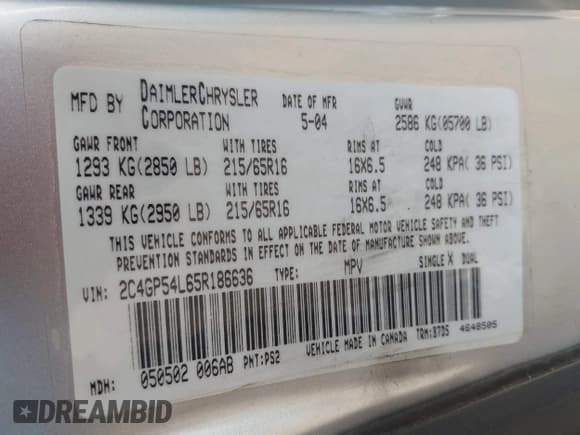 MFD BY DAIMLERCHRYSLER CORPORATION DATE OF MFR 5-04 GVWR 2586 KG(05700 LB)
GAWR FRONT WITH TIRES RIMS AT COLD
1293 KG(2850 LB) 215/65R16 16X6.5 248 KPA( 36 PSI)
GAWR REAR WITH TIRES RIMS AT COLD
1339 KG(2950 LB) 215/65R16 16X6.5 248 KPA( 36 PSI)
THIS VEHICLE CONFORMS TO ALL APPLICABLE FEDERAL MOTOR VEHICLE SAFETY AND THEFT
PREVENTION STANDARDS IN EFFECT ON THE DATE OF MANUFACTURE SHOWN ABOVE.
VIN: 2C4GP54L65R186636 TYPE: MPV SINGLE X DUAL
MDH: 050502 006AB PNT:PS2 VEHICLE MADE IN CANADA TRM:97D5 4648505
DREAMBID